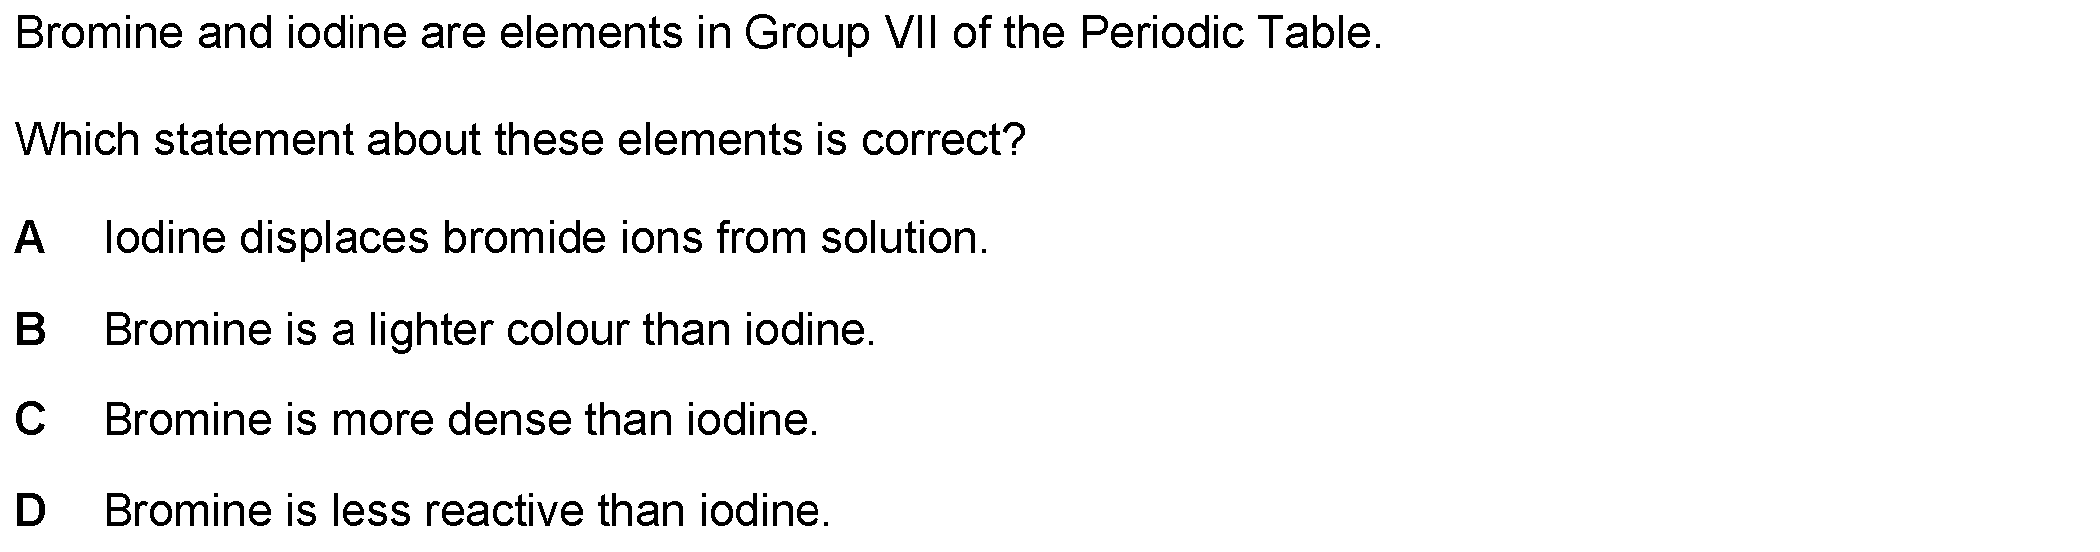 Bromine and iodine are elements in Group VII of the Periodic Table.
Which statement about these elements is correct?
A Iodine displaces bromide ions from solution.
B Bromine is a lighter colour than iodine.
C Bromine is more dense than iodine.
D Bromine is less reactive than iodine.